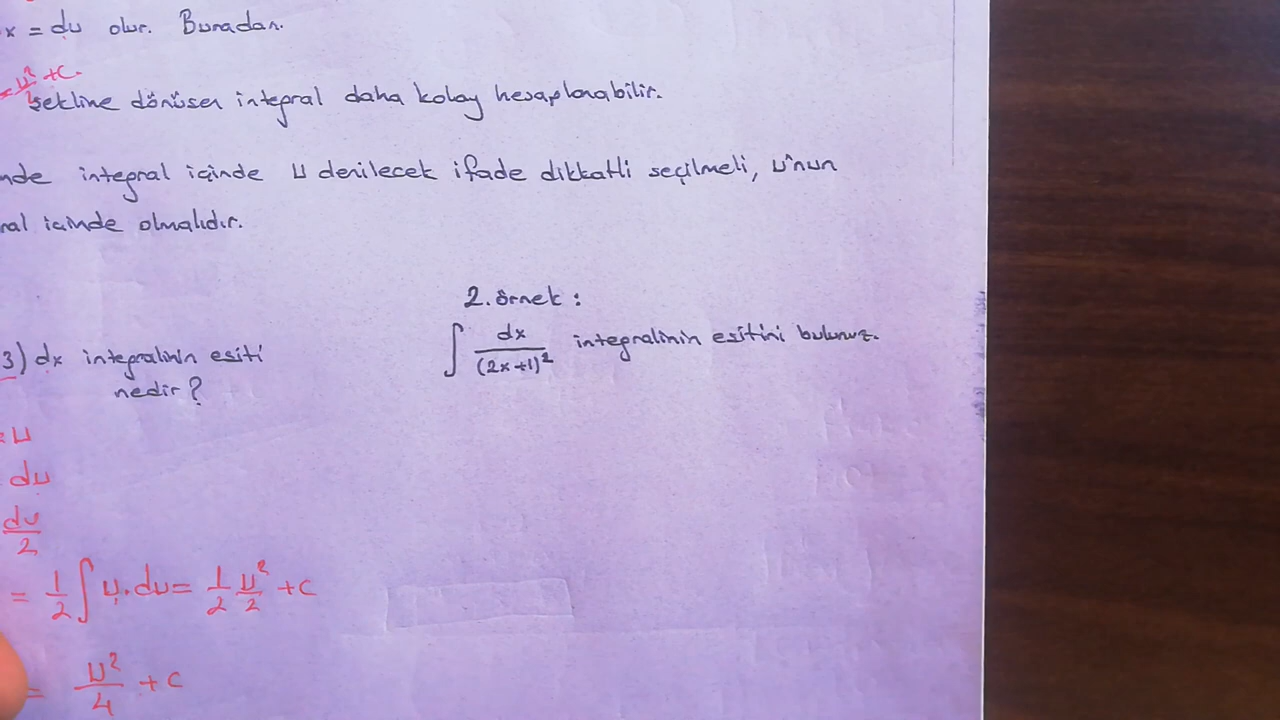 x = du olur. Buradan.
= u²/2 + c.
şekline dönüşen integral daha kolay hesaplanabilir.
nde integral içinde u denilecek ifade dikkatli seçilmeli, u'nun
ral içinde olmalıdır.
2. örnek :
∫ dx/(2x+1)² integralinin eşitini bulunuz.
3) dx integralinin eşiti
nedir?
= u
du
du/2
= 1/2 ∫ u. du = 1/2 u²/2 + c
= u²/4 + c